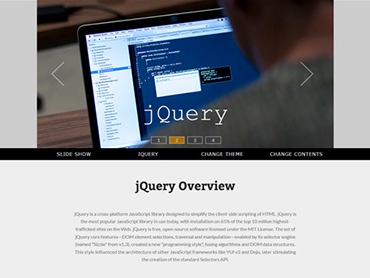 jQuery
1 2 3 4
SLIDE SHOW JQUERY CHANGE THEME CHANGE CONTENTS
jQuery Overview
jQuery is a cross-platform JavaScript library designed to simplify the client-side scripting of HTML. jQuery is
the most popular JavaScript library in use today, with installation on 65% of the top 10 million highest-
trafficked sites on the Web. jQuery is free, open-source software licensed under the MIT License. The set of
jQuery core features—DOM element selections, traversal and manipulation—enabled by its selector engine
(named "Sizzle" from v1.3), created a new "programming style", fusing algorithms and DOM data structures.
This style influenced the architecture of other JavaScript frameworks like YUI v3 and Dojo, later stimulating
the creation of the standard Selectors API.